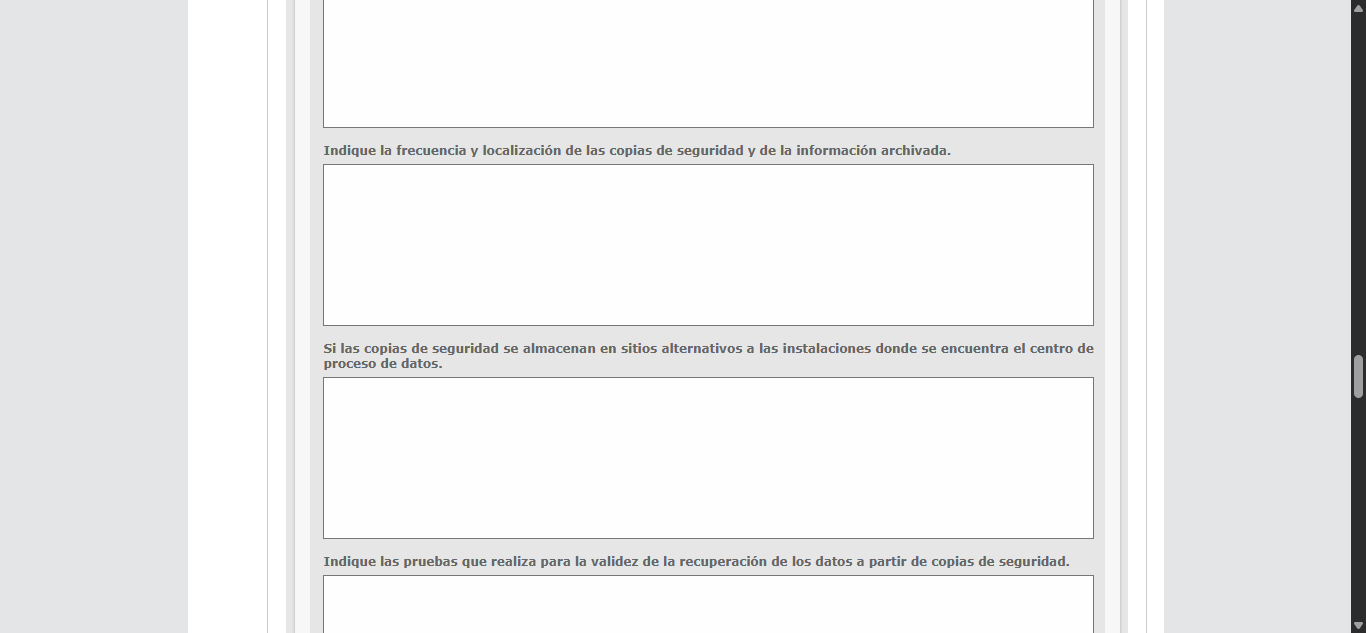 Indique la frecuencia y localización de las copias de seguridad y de la información archivada.
Si las copias de seguridad se almacenan en sitios alternativos a las instalaciones donde se encuentra el centro de
proceso de datos.
Indique las pruebas que realiza para la validez de la recuperación de los datos a partir de copias de seguridad.